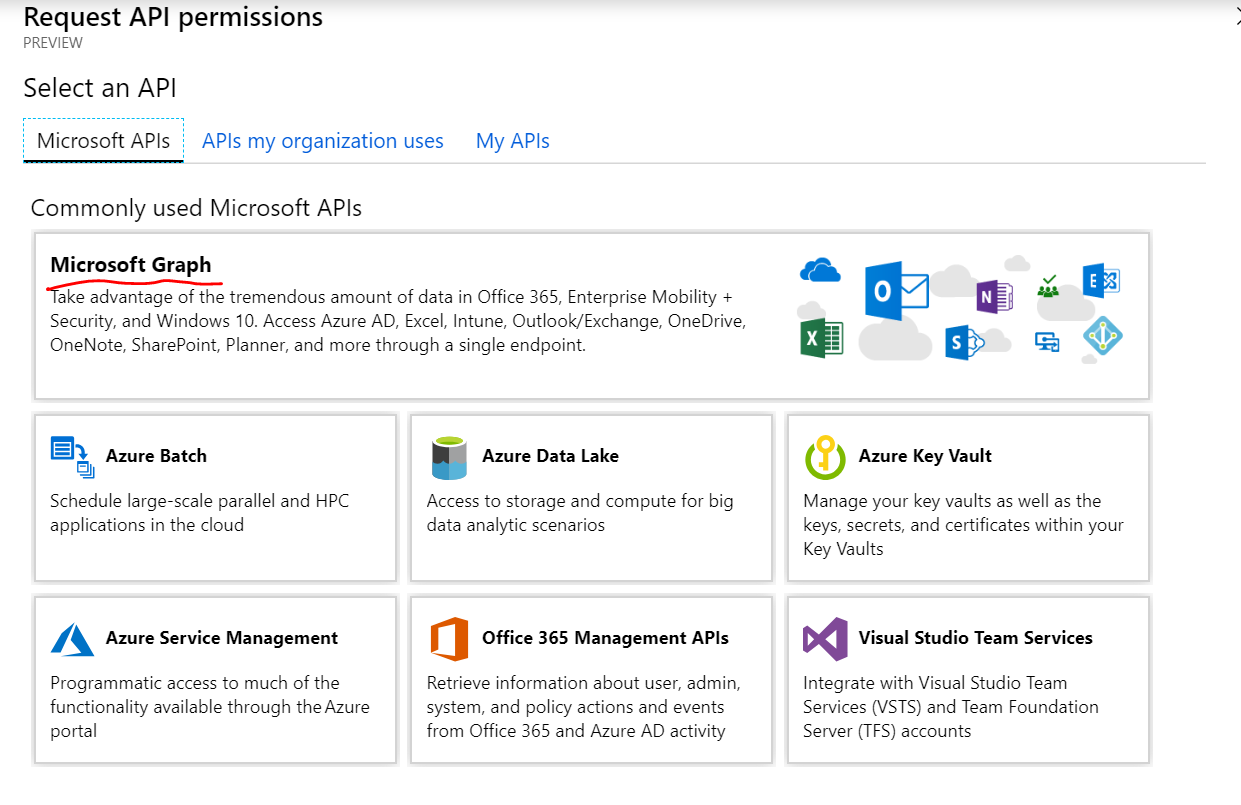 Request API permissions
PREVIEW
Select an API
Microsoft APIs APIs my organization uses My APIs
Commonly used Microsoft APIs
Microsoft Graph
Take advantage of the tremendous amount of data in Office 365, Enterprise Mobility +
Security, and Windows 10. Access Azure AD, Excel, Intune, Outlook/Exchange, OneDrive,
OneNote, SharePoint, Planner, and more through a single endpoint.
O
N
E
X
S
Azure Batch
Schedule large-scale parallel and HPC
applications in the cloud
Azure Data Lake
Access to storage and compute for big
data analytic scenarios
Azure Key Vault
Manage your key vaults as well as the
keys, secrets, and certificates within your
Key Vaults
Azure Service Management
Programmatic access to much of the
functionality available through the Azure
portal
Office 365 Management APIs
Retrieve information about user, admin,
system, and policy actions and events
from Office 365 and Azure AD activity
Visual Studio Team Services
Integrate with Visual Studio Team
Services (VSTS) and Team Foundation
Server (TFS) accounts